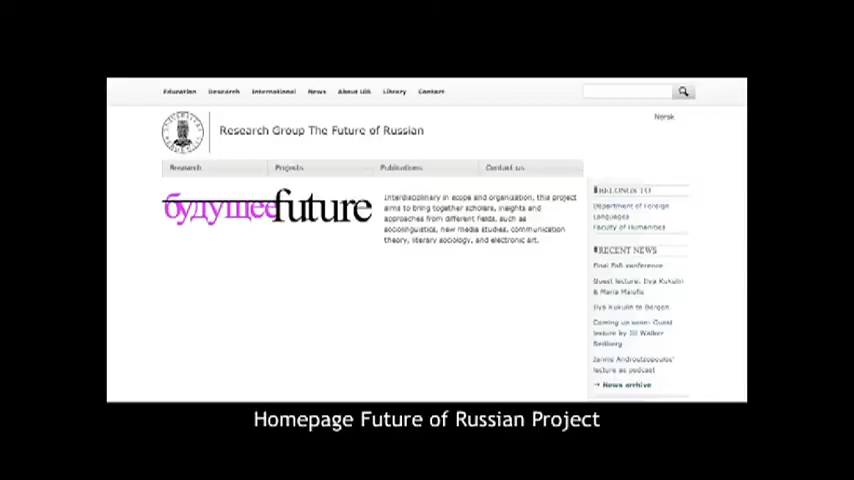 Education Research International News About UiB Library Contact
Norsk
Research Group The Future of Russian
Research Projects Publications Contact us
будущееfuture
Interdisciplinary in scope and organization, this project
aims to bring together scholars, insights and
approaches from different fields, such as
sociolinguistics, new media studies, communication
theory, literary sociology, and electronic art.
BELONGS TO
Department of Foreign
Languages
Faculty of Humanities
RECENT NEWS
Final FoR conference
Guest lecture: Ilya Kukulin
& Maria
Ilya Kukulin to Bergen
Coming up soon: Guest
lecture by Jill Walker
Rettberg
Jannis Androutsopoulos'
lecture as podcast
→ News archive
Homepage Future of Russian Project